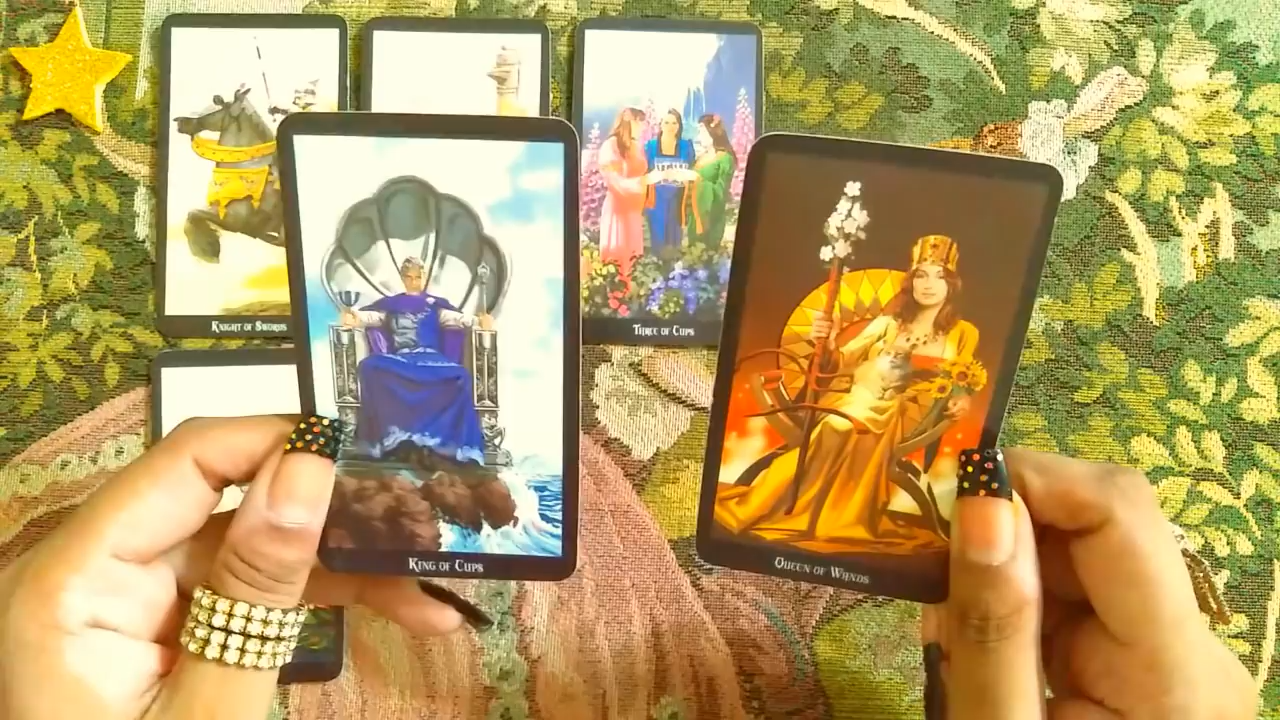 Knight of Swords
Three of Cups
King of Cups
Queen of Wands